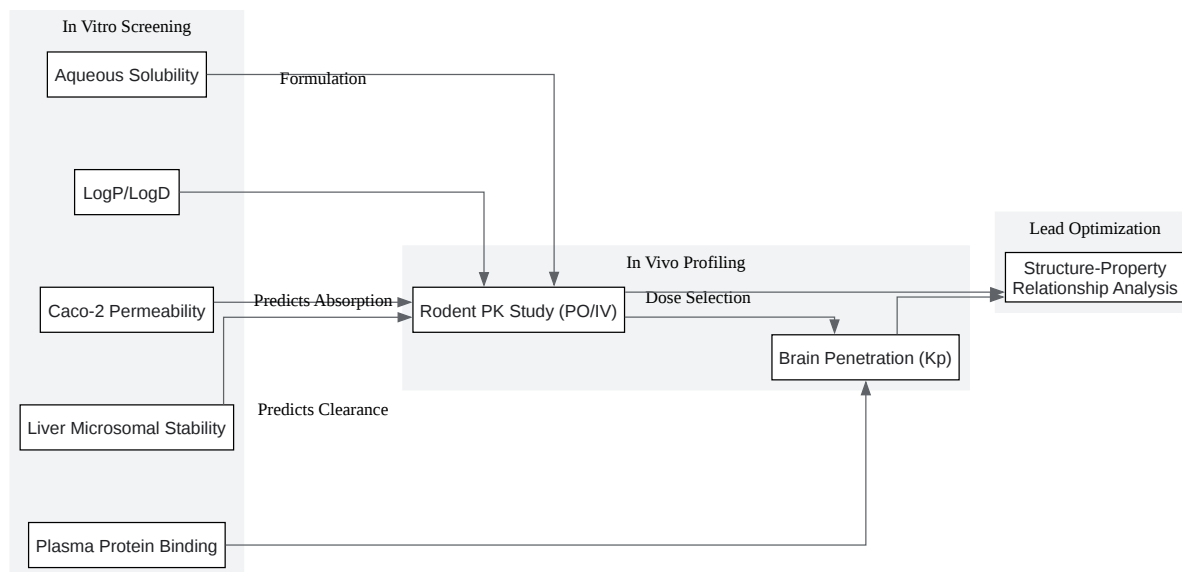 In Vitro Screening
Aqueous Solubility
Formulation
LogP/LogD
Lead Optimization
Structure-Property
Relationship Analysis
In Vivo Profiling
Caco-2 Permeability
Predicts Absorption
Rodent PK Study (PO/IV)
Dose Selection
Brain Penetration (Kp)
Predicts Clearance
Liver Microsomal Stability
Plasma Protein Binding